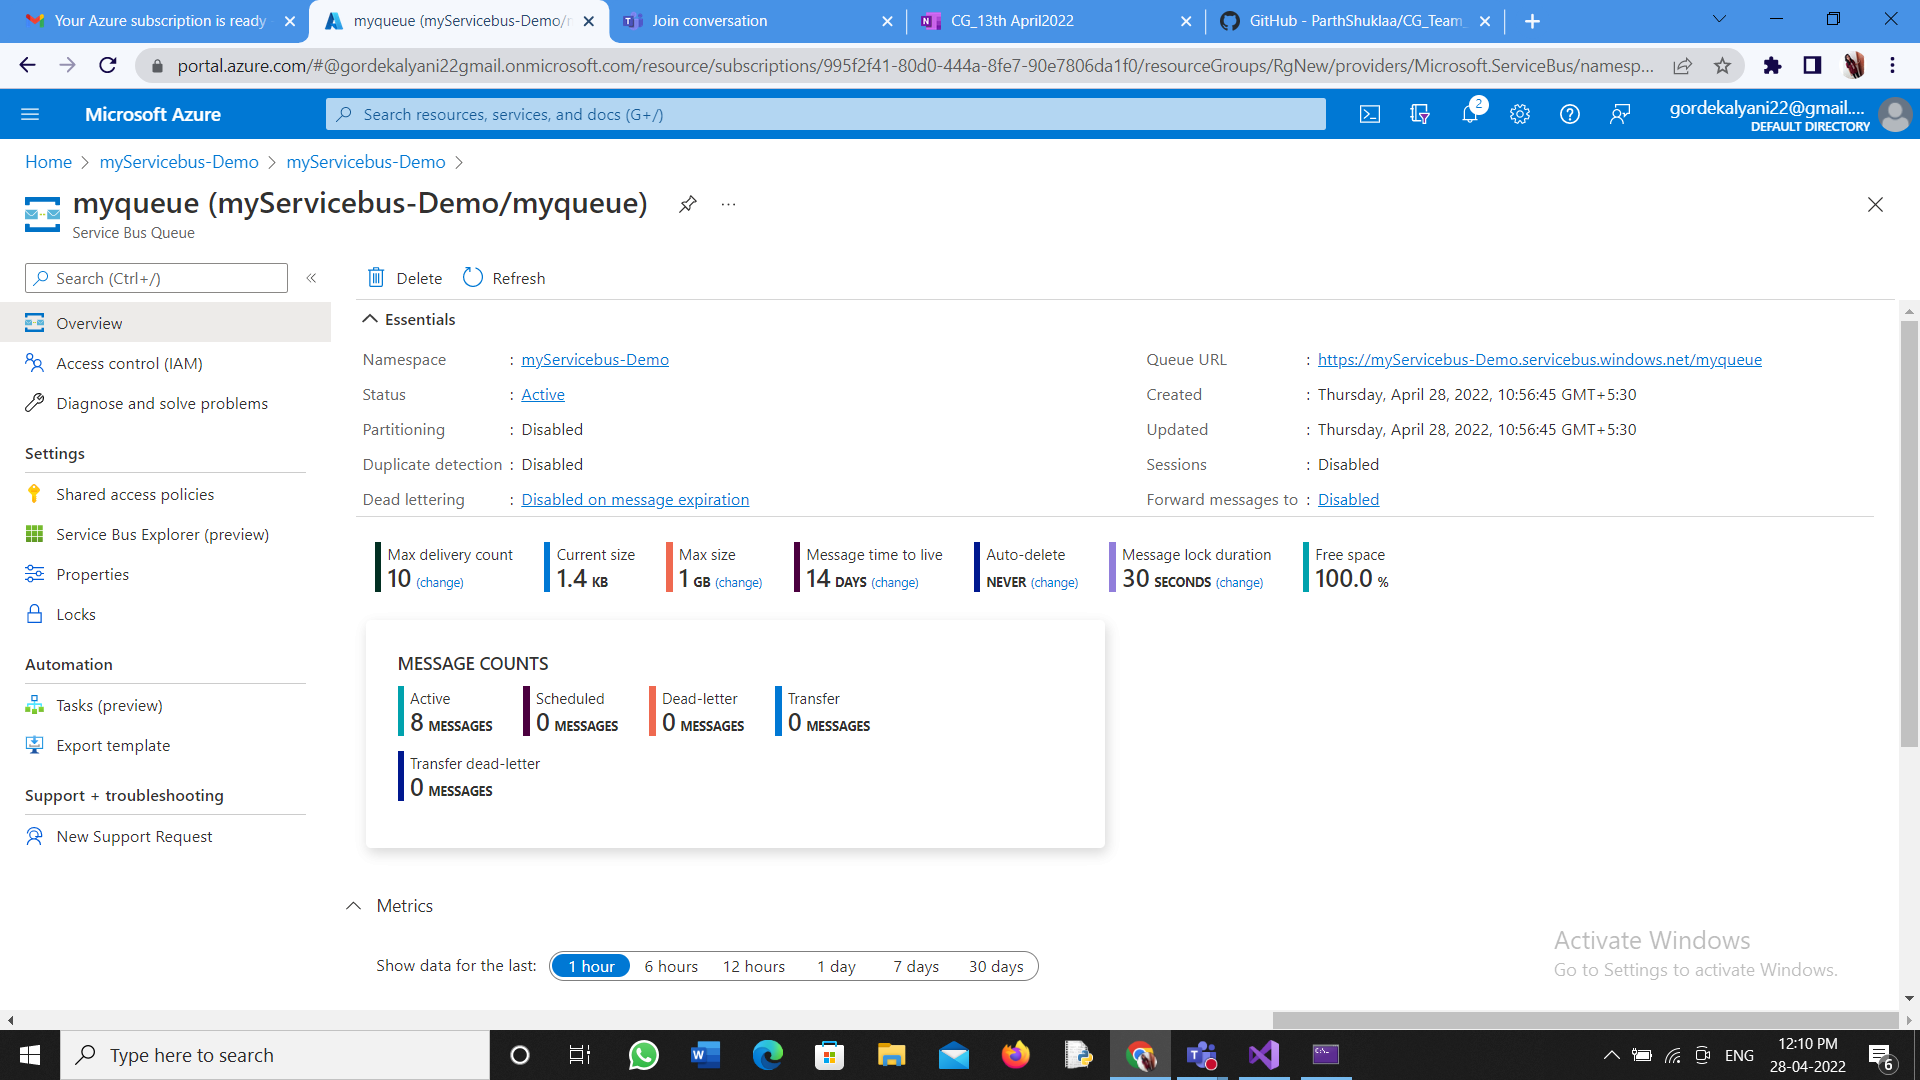 Your Azure subscription is ready
myqueue (myServicebus-Demo/m
Join conversation
CG_13th April2022
GitHub - ParthShuklaa/CG_Team_
portal.azure.com/#@gordekalyani22gmail.onmicrosoft.com/resource/subscriptions/995f2f41-80d0-444a-8fe7-90e7806da1f0/resourceGroups/RgNew/providers/Microsoft.ServiceBus/namesp...
Microsoft Azure
Search resources, services, and docs (G+/)
2
gordekalyani22@gmail....
DEFAULT DIRECTORY
Home
myServicebus-Demo
myServicebus-Demo
myqueue (myServicebus-Demo/myqueue)
Service Bus Queue
Search (Ctrl+/)
Delete
Refresh
Overview
Access control (IAM)
Diagnose and solve problems
Settings
Shared access policies
Service Bus Explorer (preview)
Properties
Locks
Automation
Tasks (preview)
Export template
Support + troubleshooting
New Support Request
Essentials
Namespace : myServicebus-Demo
Status : Active
Partitioning : Disabled
Duplicate detection : Disabled
Dead lettering : Disabled on message expiration
Queue URL : https://myServicebus-Demo.servicebus.windows.net/myqueue
Created : Thursday, April 28, 2022, 10:56:45 GMT+5:30
Updated : Thursday, April 28, 2022, 10:56:45 GMT+5:30
Sessions : Disabled
Forward messages to : Disabled
Max delivery count
10 (change)
Current size
1.4 KB
Max size
1 GB (change)
Message time to live
14 DAYS (change)
Auto-delete
NEVER (change)
Message lock duration
30 SECONDS (change)
Free space
100.0 %
MESSAGE COUNTS
Active
8 MESSAGES
Scheduled
0 MESSAGES
Dead-letter
0 MESSAGES
Transfer
0 MESSAGES
Transfer dead-letter
0 MESSAGES
Metrics
Show data for the last:
1 hour
6 hours
12 hours
1 day
7 days
30 days
Activate Windows
Go to Settings to activate Windows.
Type here to search
ENG
12:10 PM
28-04-2022
6